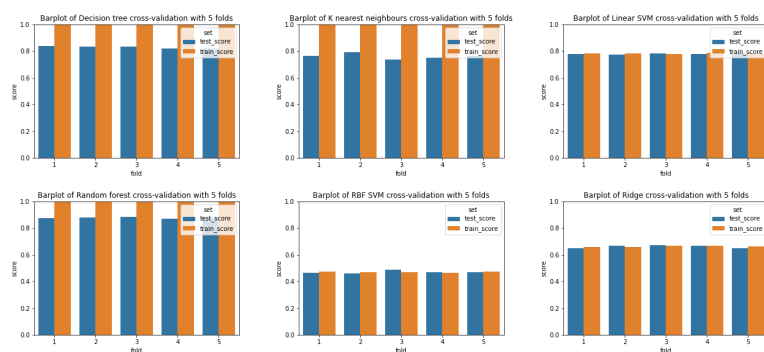 Barplot of Decision tree cross-validation with 5 folds
1.0
0.8
0.6
0.4
0.2
0.0
score
set
test_score
train_score
1 2 3 4 5
fold
Barplot of K nearest neighbours cross-validation with 5 folds
1.0
0.8
0.6
0.4
0.2
0.0
score
set
test_score
train_score
1 2 3 4 5
fold
Barplot of Linear SVM cross-validation with 5 folds
1.0
0.8
0.6
0.4
0.2
0.0
score
set
test_score
train_score
1 2 3 4 5
fold
Barplot of Random forest cross-validation with 5 folds
1.0
0.8
0.6
0.4
0.2
0.0
score
set
test_score
train_score
1 2 3 4 5
fold
Barplot of RBF SVM cross-validation with 5 folds
1.0
0.8
0.6
0.4
0.2
0.0
score
set
test_score
train_score
1 2 3 4 5
fold
Barplot of Ridge cross-validation with 5 folds
1.0
0.8
0.6
0.4
0.2
0.0
score
set
test_score
train_score
1 2 3 4 5
fold